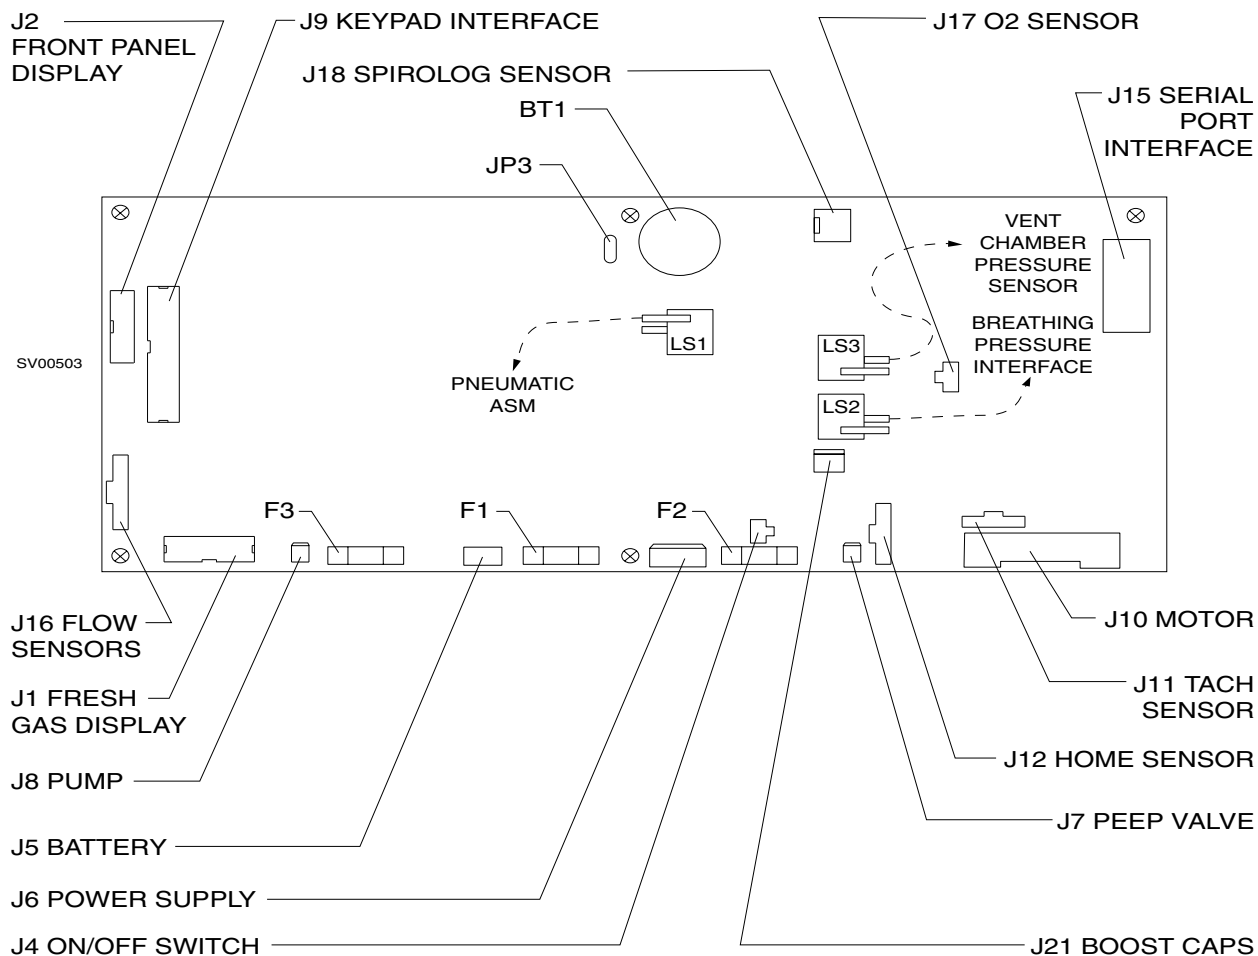 J2
FRONT PANEL
DISPLAY
J9 KEYPAD INTERFACE
J17 O2 SENSOR
J18 SPIROLOG SENSOR
BT1
JP3
J15 SERIAL
PORT
INTERFACE
VENT
CHAMBER
PRESSURE
SENSOR
BREATHING
PRESSURE
INTERFACE
LS1
LS3
LS2
SV00503
PNEUMATIC
ASM
F3
F1
F2
J16 FLOW
SENSORS
J1 FRESH
GAS DISPLAY
J8 PUMP
J5 BATTERY
J6 POWER SUPPLY
J4 ON/OFF SWITCH
J10 MOTOR
J11 TACH
SENSOR
J12 HOME SENSOR
J7 PEEP VALVE
J21 BOOST CAPS